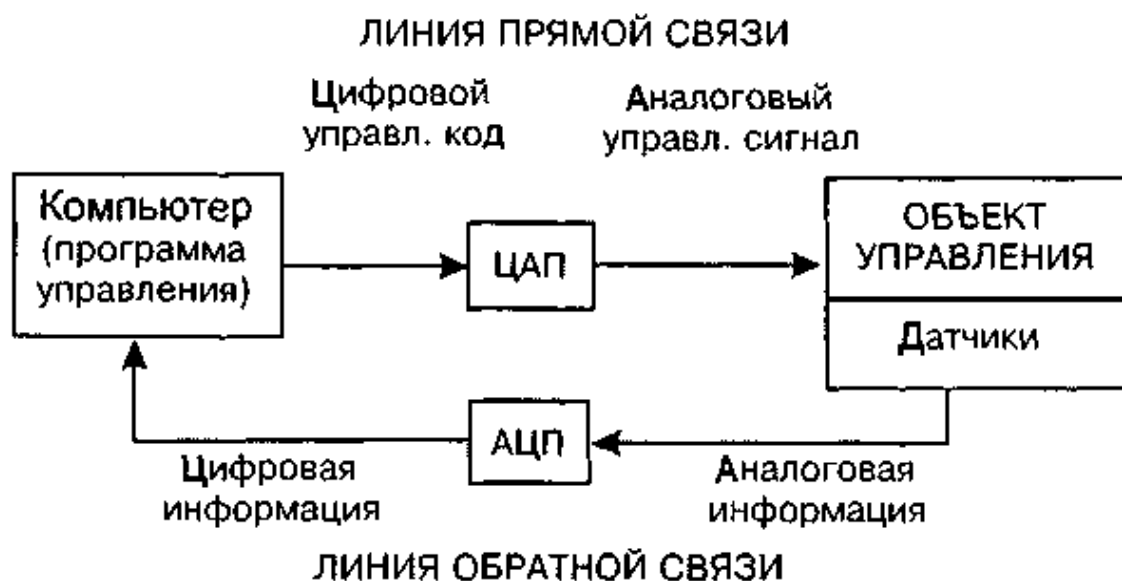 ЛИНИЯ ПРЯМОЙ СВЯЗИ
Цифровой
управл. код
Аналоговый
управл. сигнал
Компьютер
(программа
управления)
ЦАП
ОБЪЕКТ
УПРАВЛЕНИЯ
Датчики
АЦП
Цифровая
информация
Аналоговая
информация
ЛИНИЯ ОБРАТНОЙ СВЯЗИ